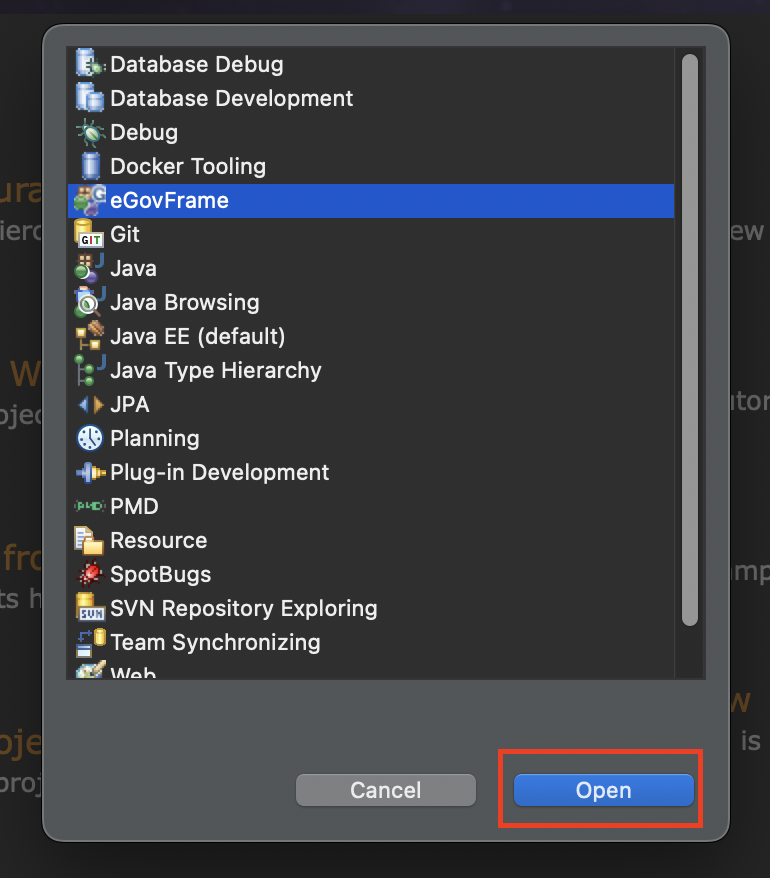 Database Debug
Database Development
Debug
Docker Tooling
eGovFrame
Git
Java
Java Browsing
Java EE (default)
Java Type Hierarchy
JPA
Planning
Plug-in Development
PMD
Resource
SpotBugs
SVN Repository Exploring
Team Synchronizing
Web
Cancel
Open